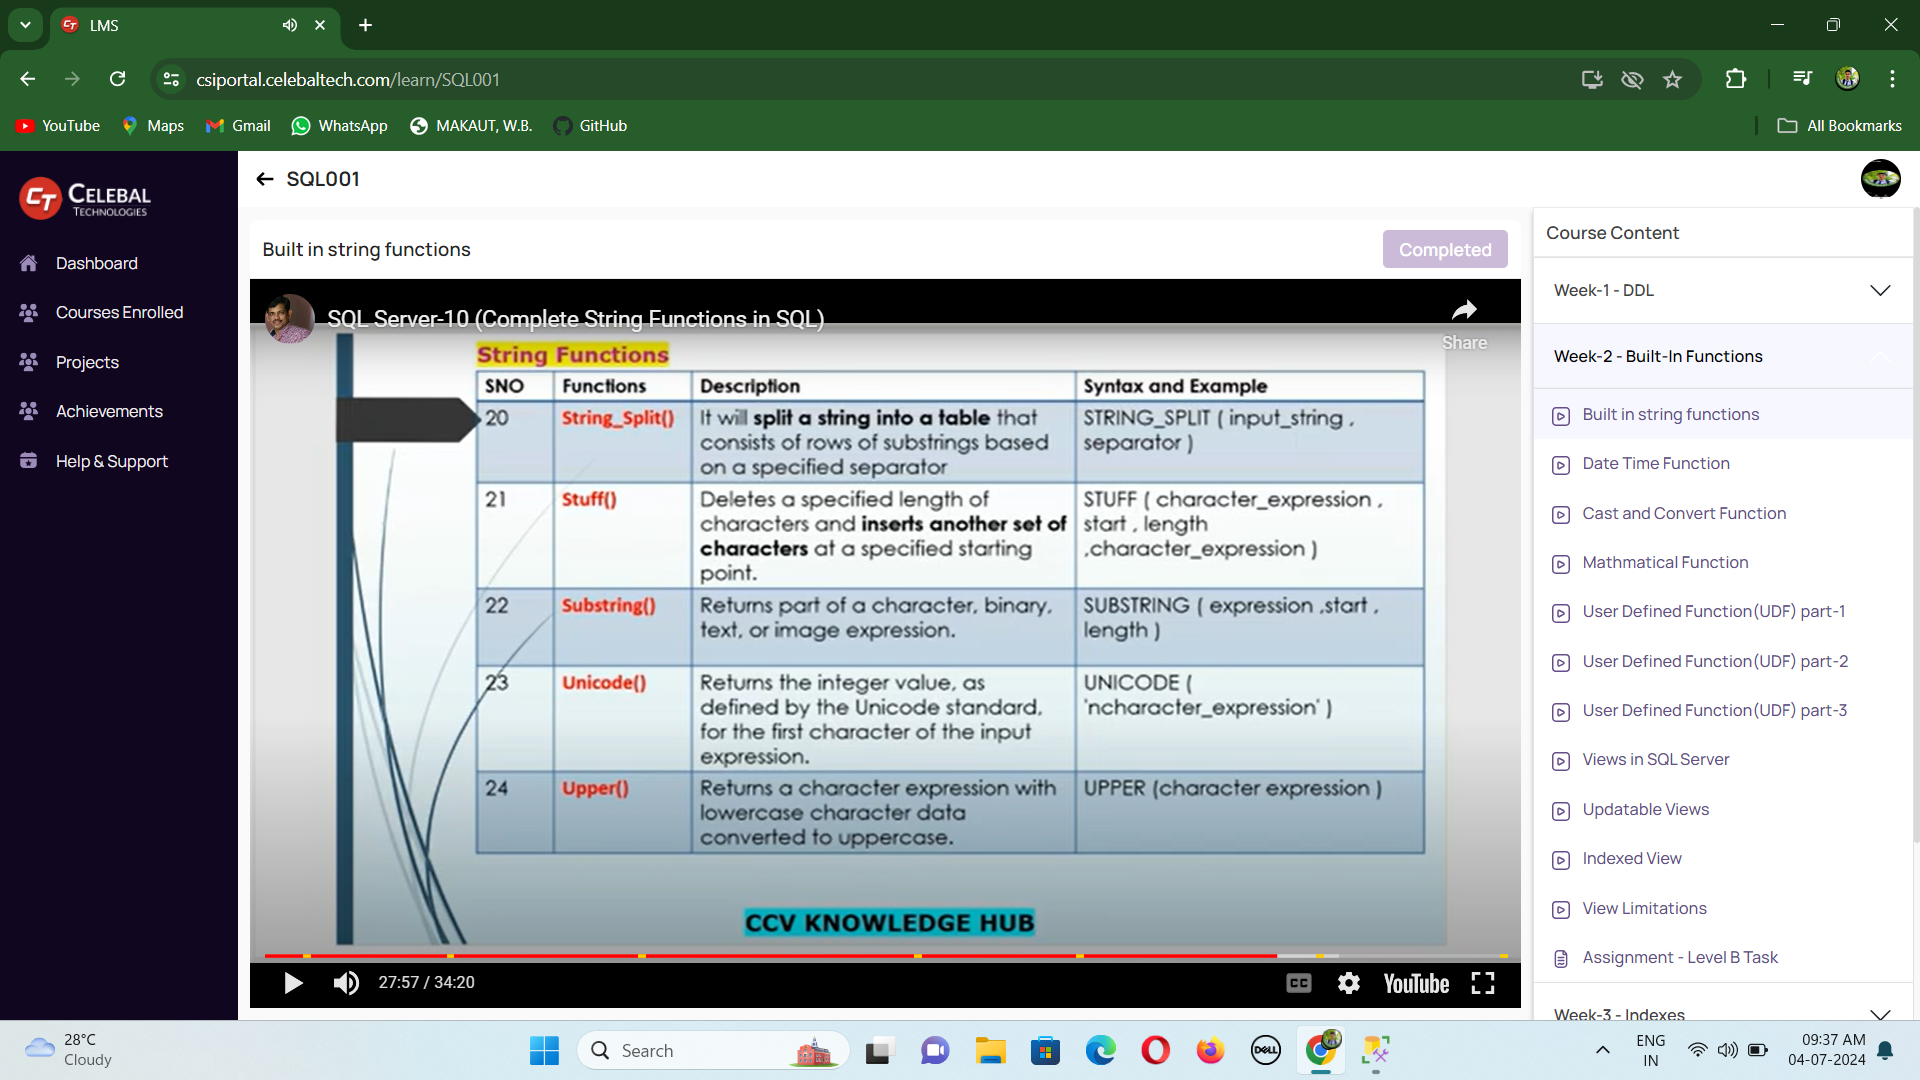 LMS
csiportal.celebaltech.com/learn/SQL001
YouTube
Maps
Gmail
WhatsApp
MAKAUT, W.B.
GitHub
All Bookmarks
CT CELEBAL
TECHNOLOGIES
Dashboard
Courses Enrolled
Projects
Achievements
Help & Support
SQL001
Built in string functions
Completed
SQL Server-10 (Complete String Functions in SQL)
Share
String Functions
SNO Functions Description Syntax and Example
20 String_Split() It will split a string into a table that STRING_SPLIT ( input_string ,
consists of rows of substrings based separator )
on a specified separator
21 Stuff() Deletes a specified length of STUFF ( character_expression ,
characters and inserts another set of start , length
characters at a specified starting ,character_expression )
point.
22 Substring() Returns part of a character, binary, SUBSTRING ( expression ,start ,
text, or image expression. length )
23 Unicode() Returns the integer value, as UNICODE (
defined by the Unicode standard, 'ncharacter_expression' )
for the first character of the input
expression.
24 Upper() Returns a character expression with UPPER (character expression )
lowercase character data
converted to uppercase.
CCV KNOWLEDGE HUB
27:57 / 34:20
CC
YouTube
Course Content
Week-1 - DDL
Week-2 - Built-In Functions
Built in string functions
Date Time Function
Cast and Convert Function
Mathmatical Function
User Defined Function(UDF) part-1
User Defined Function(UDF) part-2
User Defined Function(UDF) part-3
Views in SQL Server
Updatable Views
Indexed View
View Limitations
Assignment - Level B Task
Week-3 - Indexes
28°C
Cloudy
Search
DELL
ENG
IN
09:37 AM
04-07-2024